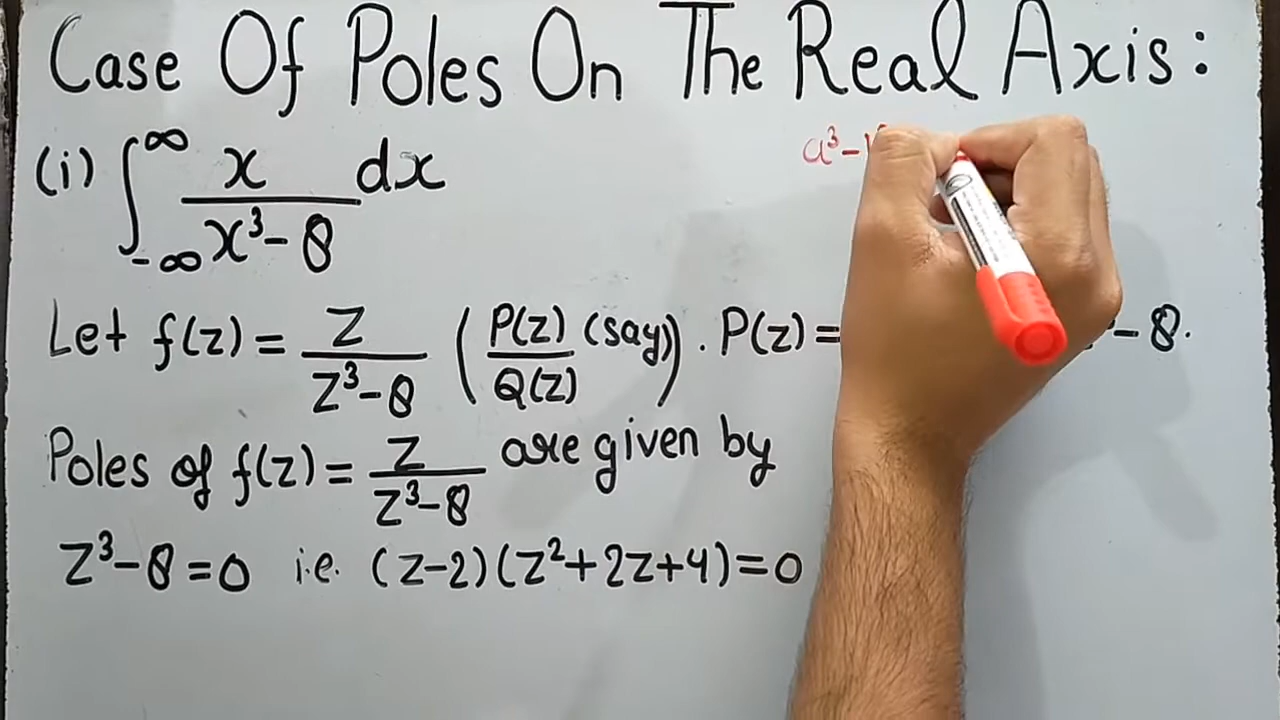 Case Of Poles On The Real Axis:
a³ -
(i) ∫_{-∞}^{∞} x/(x³ - 8) dx
Let f(z) = z/(z³ - 8) (P(z)/Q(z) (say)). P(z) = - 8.
Poles of f(z) = z/(z³ - 8) are given by
z³ - 8 = 0 i.e. (z - 2)(z² + 2z + 4) = 0